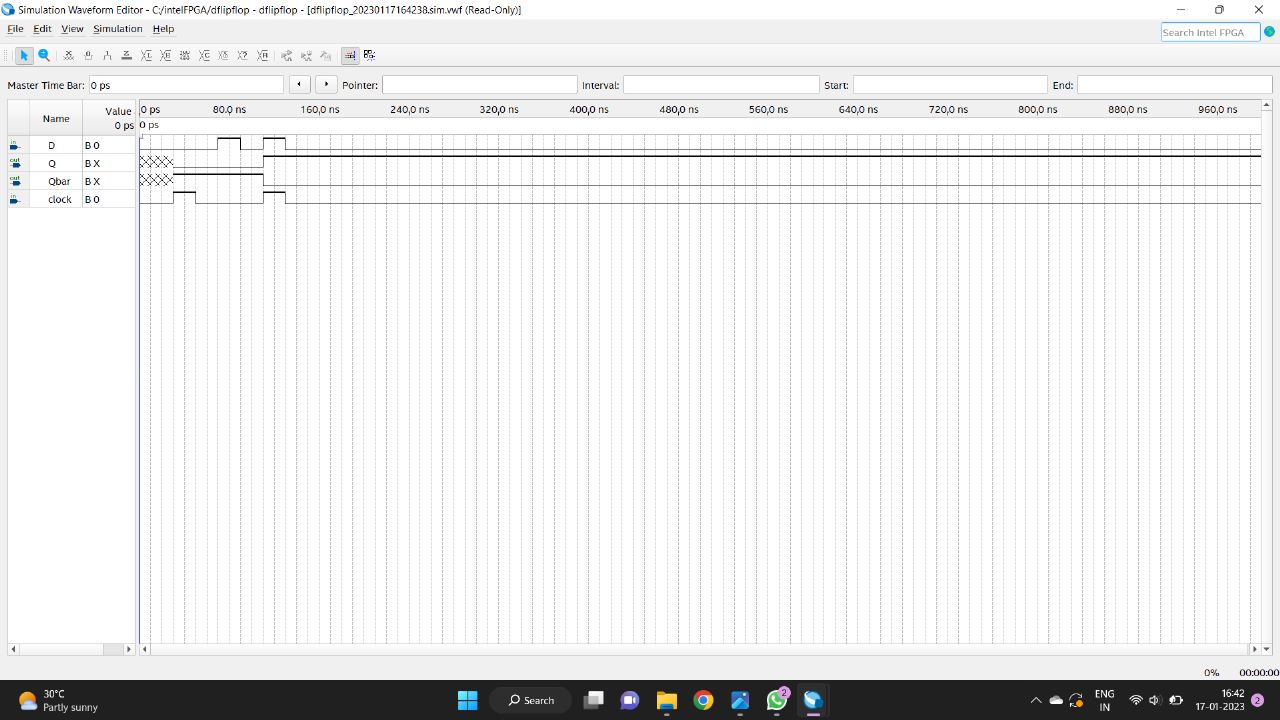 Simulation Waveform Editor - C:/intelFPGA/dflipflop - dflipflop - [dflipflop_20230117164238.sim.vwf (Read-Only)]
File Edit View Simulation Help
Search Intel FPGA
Master Time Bar: 0 ps Pointer: Interval: Start: End:
Name Value 0 ps 80,0 ns 160,0 ns 240,0 ns 320,0 ns 400,0 ns 480,0 ns 560,0 ns 640,0 ns 720,0 ns 800,0 ns 880,0 ns 960,0 ns
0 ps 0 ps
D B 0
Q B X
Qbar B X
clock B 0
0% 00:00:00
30°C
Partly sunny
Search
2
ENG
IN
16:42
17-01-2023
2